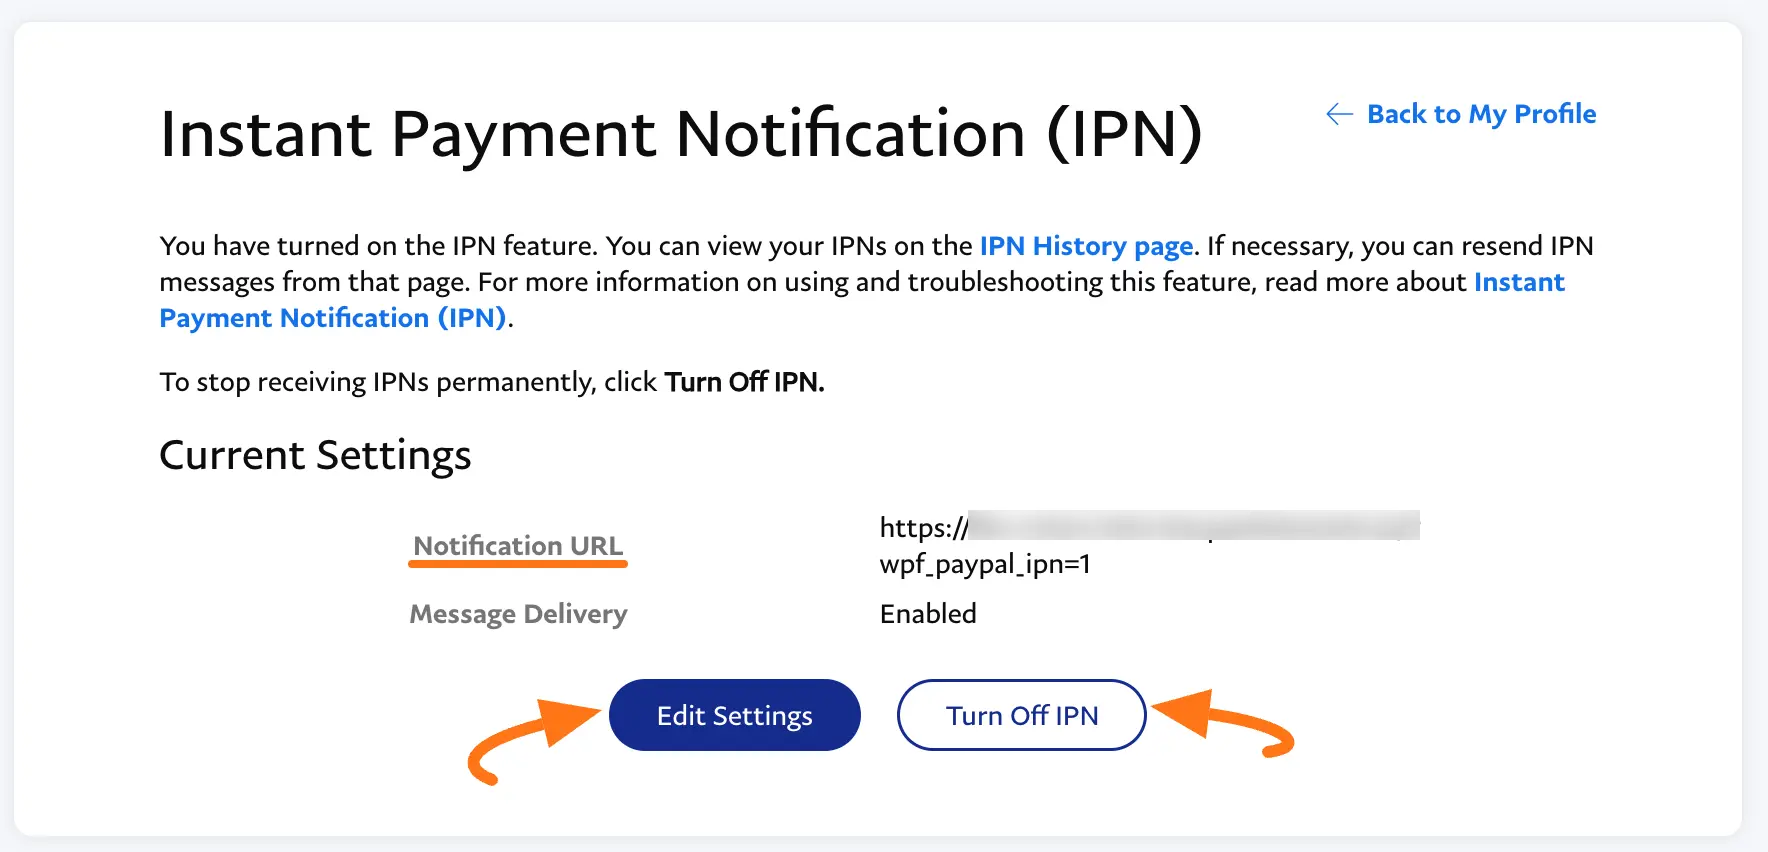 Instant Payment Notification (IPN)
Back to My Profile
You have turned on the IPN feature. You can view your IPNs on the IPN History page. If necessary, you can resend IPN
messages from that page. For more information on using and troubleshooting this feature, read more about Instant
Payment Notification (IPN).
To stop receiving IPNs permanently, click Turn Off IPN.
Current Settings
Notification URL
https://
wpf_paypal_ipn=1
Message Delivery
Enabled
Edit Settings
Turn Off IPN